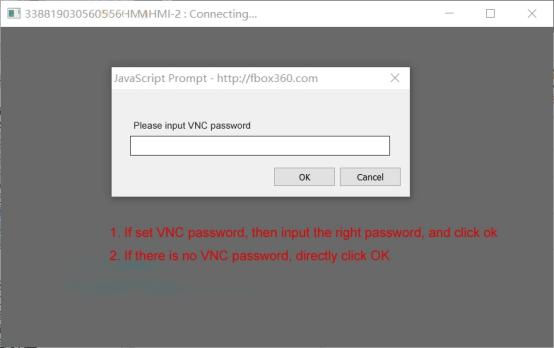 338819030560556HMMHMI-2 : Connecting...
JavaScript Prompt - http://fbox360.com
Please input VNC password
OK
Cancel
1. If set VNC password, then input the right password, and click ok
2. If there is no VNC password, directly click OK